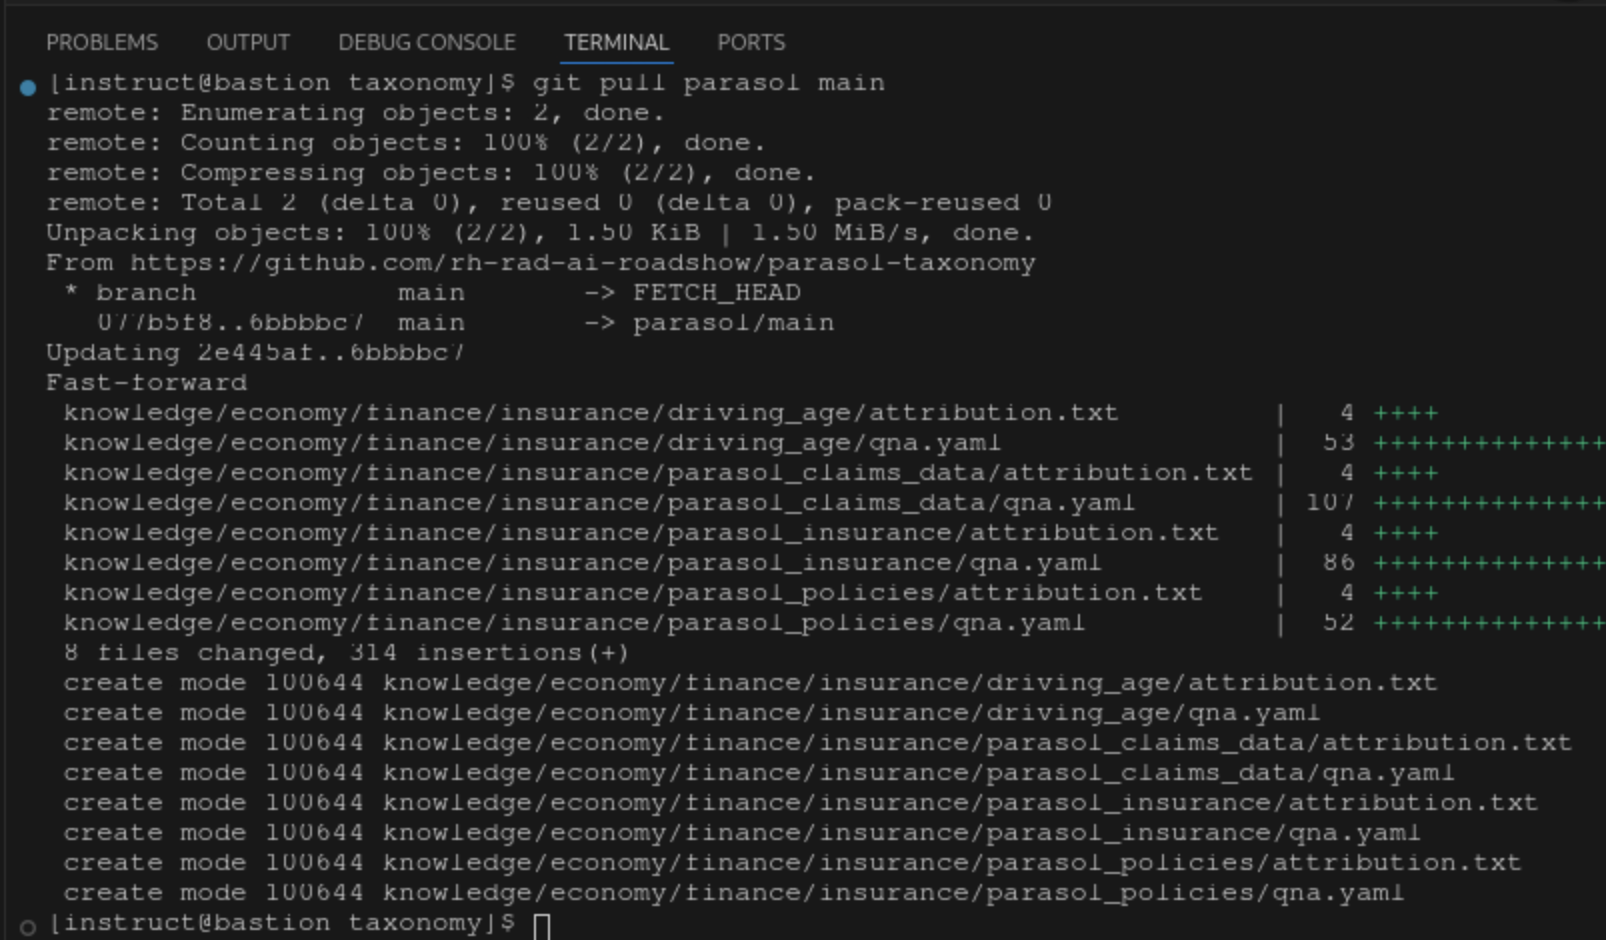 PROBLEMS OUTPUT DEBUG CONSOLE TERMINAL PORTS
[instruct@bastion taxonomy]$ git pull parasol main
remote: Enumerating objects: 2, done.
remote: Counting objects: 100% (2/2), done.
remote: Compressing objects: 100% (2/2), done.
remote: Total 2 (delta 0), reused 0 (delta 0), pack-reused 0
Unpacking objects: 100% (2/2), 1.50 KiB | 1.50 MiB/s, done.
From https://github.com/rh-rad-ai-roadshow/parasol-taxonomy
 * branch            main       -> FETCH_HEAD
   077b5f8..6bbbbc7  main       -> parasol/main
Updating 2e445af..6bbbbc7
Fast-forward
 knowledge/economy/finance/insurance/driving_age/attribution.txt          |   4 ++++
 knowledge/economy/finance/insurance/driving_age/qna.yaml                 |  53 ++++++++++++++
 knowledge/economy/finance/insurance/parasol_claims_data/attribution.txt |   4 ++++
 knowledge/economy/finance/insurance/parasol_claims_data/qna.yaml         | 107 ++++++++++++++
 knowledge/economy/finance/insurance/parasol_insurance/attribution.txt    |   4 ++++
 knowledge/economy/finance/insurance/parasol_insurance/qna.yaml           |  86 ++++++++++++++
 knowledge/economy/finance/insurance/parasol_policies/attribution.txt     |   4 ++++
 knowledge/economy/finance/insurance/parasol_policies/qna.yaml            |  52 ++++++++++++++
 8 files changed, 314 insertions(+)
 create mode 100644 knowledge/economy/finance/insurance/driving_age/attribution.txt
 create mode 100644 knowledge/economy/finance/insurance/driving_age/qna.yaml
 create mode 100644 knowledge/economy/finance/insurance/parasol_claims_data/attribution.txt
 create mode 100644 knowledge/economy/finance/insurance/parasol_claims_data/qna.yaml
 create mode 100644 knowledge/economy/finance/insurance/parasol_insurance/attribution.txt
 create mode 100644 knowledge/economy/finance/insurance/parasol_insurance/qna.yaml
 create mode 100644 knowledge/economy/finance/insurance/parasol_policies/attribution.txt
 create mode 100644 knowledge/economy/finance/insurance/parasol_policies/qna.yaml
[instruct@bastion taxonomy]$